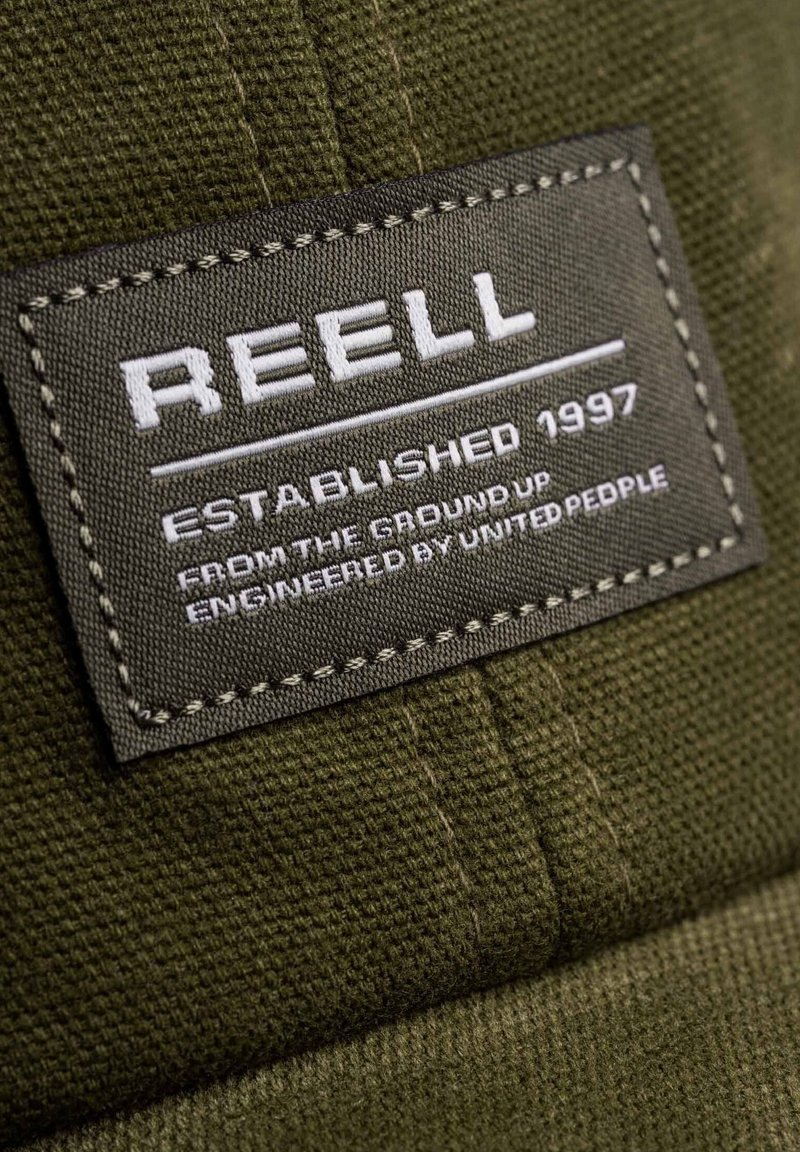 REELL
ESTABLISHED 1997
FROM THE GROUND UP
ENGINEERED BY UNITED PEOPLE